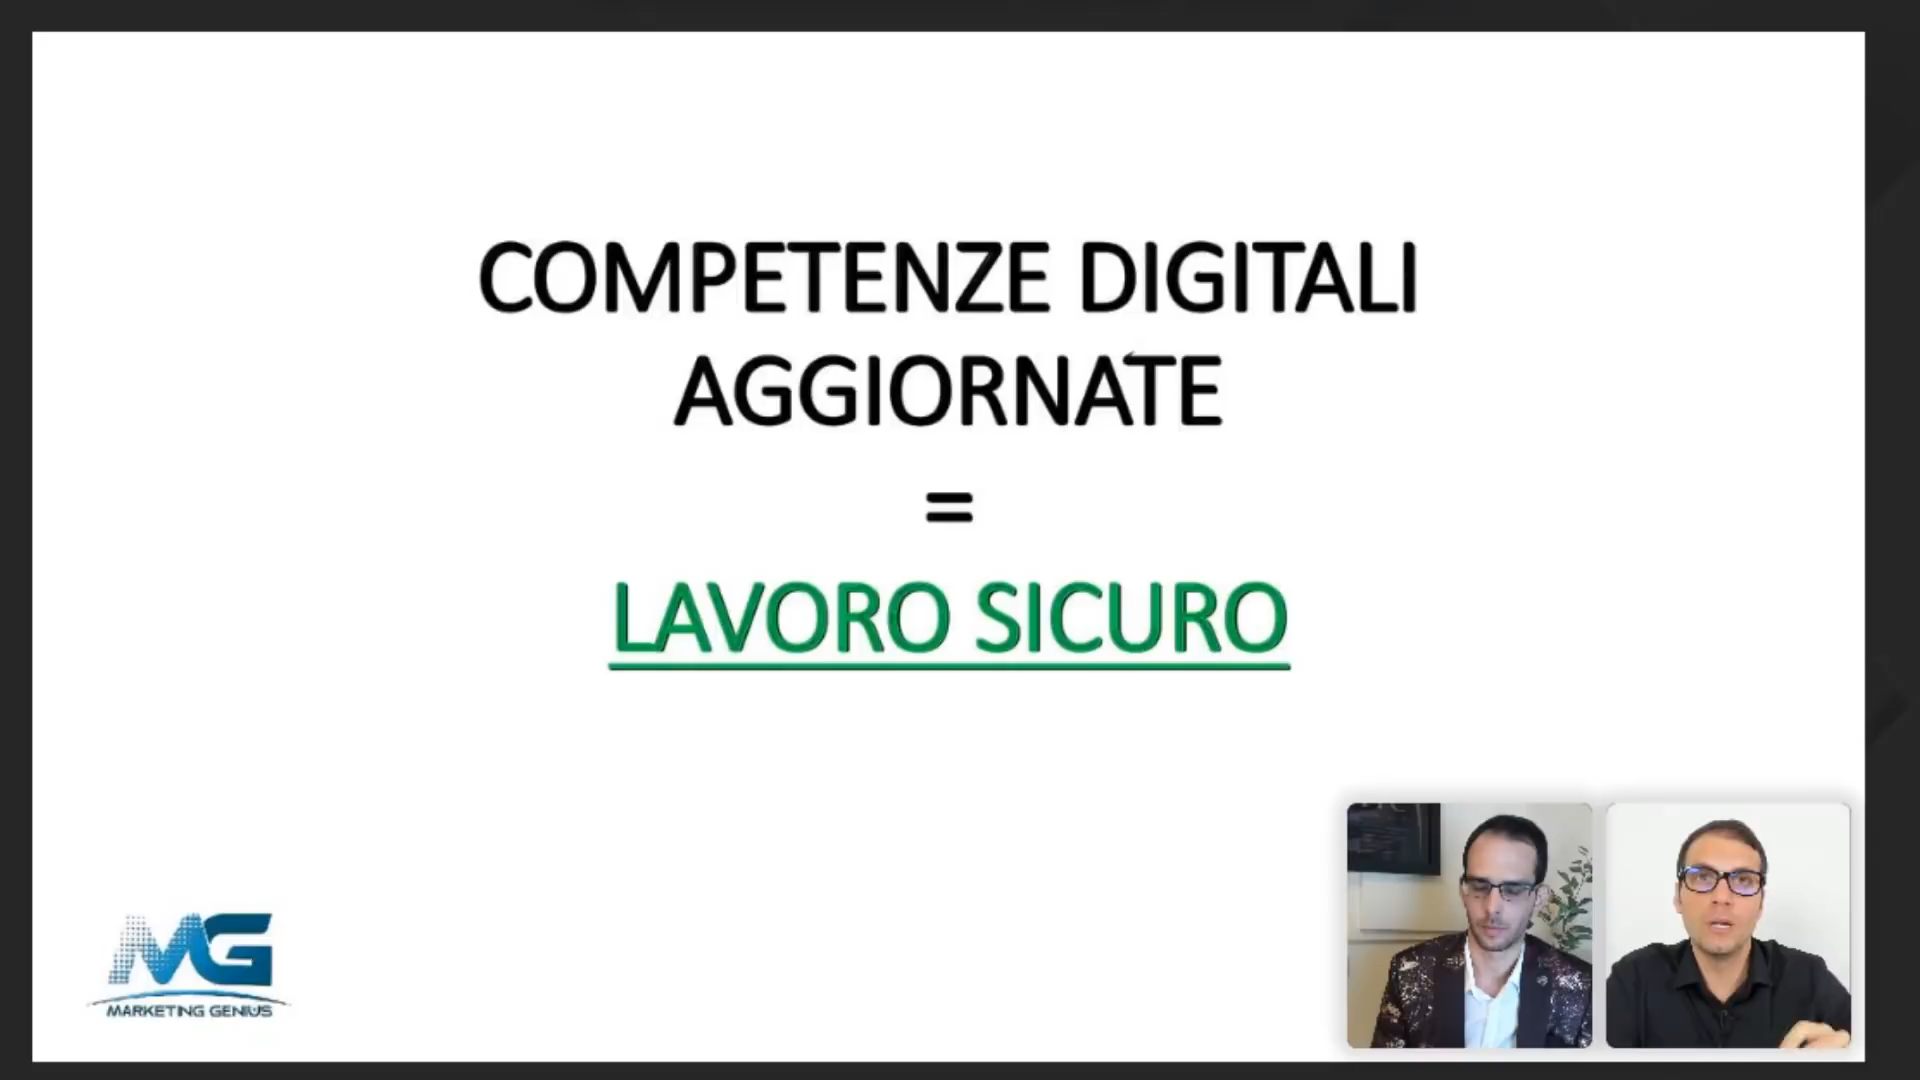 COMPETENZE DIGITALI
AGGIORNATE
=
LAVORO SICURO
MG
MARKETING GENIUS